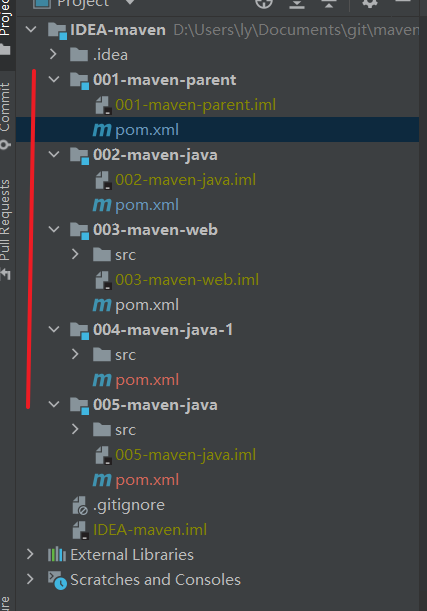 Project
IDEA-maven D:\Users\ly\Documents\git\maven
.idea
001-maven-parent
001-maven-parent.iml
pom.xml
002-maven-java
002-maven-java.iml
pom.xml
003-maven-web
src
003-maven-web.iml
pom.xml
004-maven-java-1
src
pom.xml
005-maven-java
src
005-maven-java.iml
pom.xml
.gitignore
IDEA-maven.iml
External Libraries
Scratches and Consoles
Commit
Pull Requests